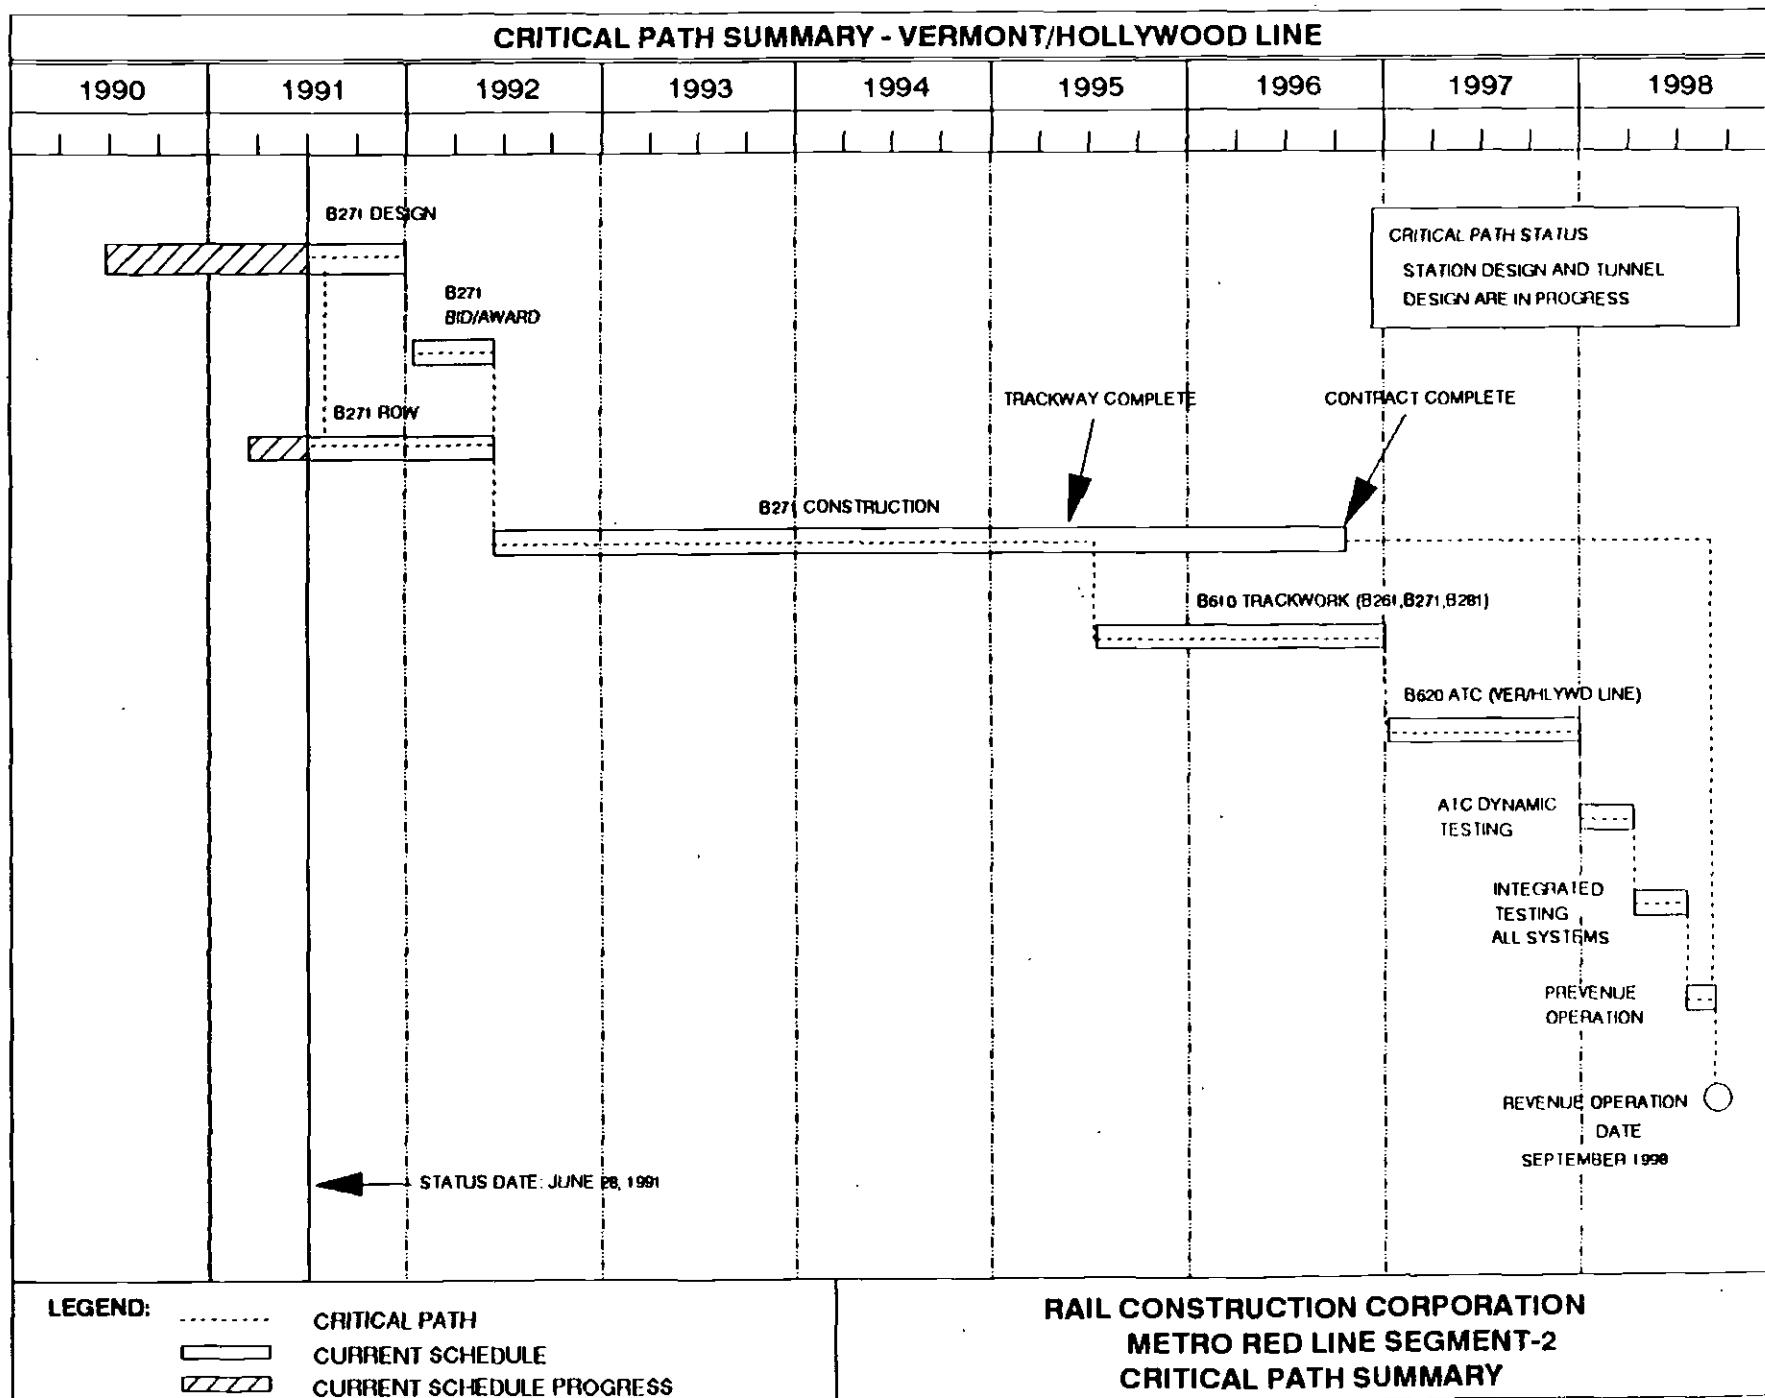 CRITICAL PATH SUMMARY - VERMONT/HOLLYWOOD LINE
1990 1991 1992 1993 1994 1995 1996 1997 1998
B271 DESIGN
CRITICAL PATH STATUS
STATION DESIGN AND TUNNEL
DESIGN ARE IN PROGRESS
B271
BID/AWARD
TRACKWAY COMPLETE
CONTRACT COMPLETE
B271 ROW
B271 CONSTRUCTION
B610 TRACKWORK (B261,B271,B281)
B620 ATC (VER/HLYWD LINE)
ATC DYNAMIC
TESTING
INTEGRATED
TESTING
ALL SYSTEMS
PREVENUE
OPERATION
REVENUE OPERATION
DATE
SEPTEMBER 1998
STATUS DATE: JUNE 28, 1991
LEGEND:
CRITICAL PATH
CURRENT SCHEDULE
CURRENT SCHEDULE PROGRESS
RAIL CONSTRUCTION CORPORATION
METRO RED LINE SEGMENT-2
CRITICAL PATH SUMMARY